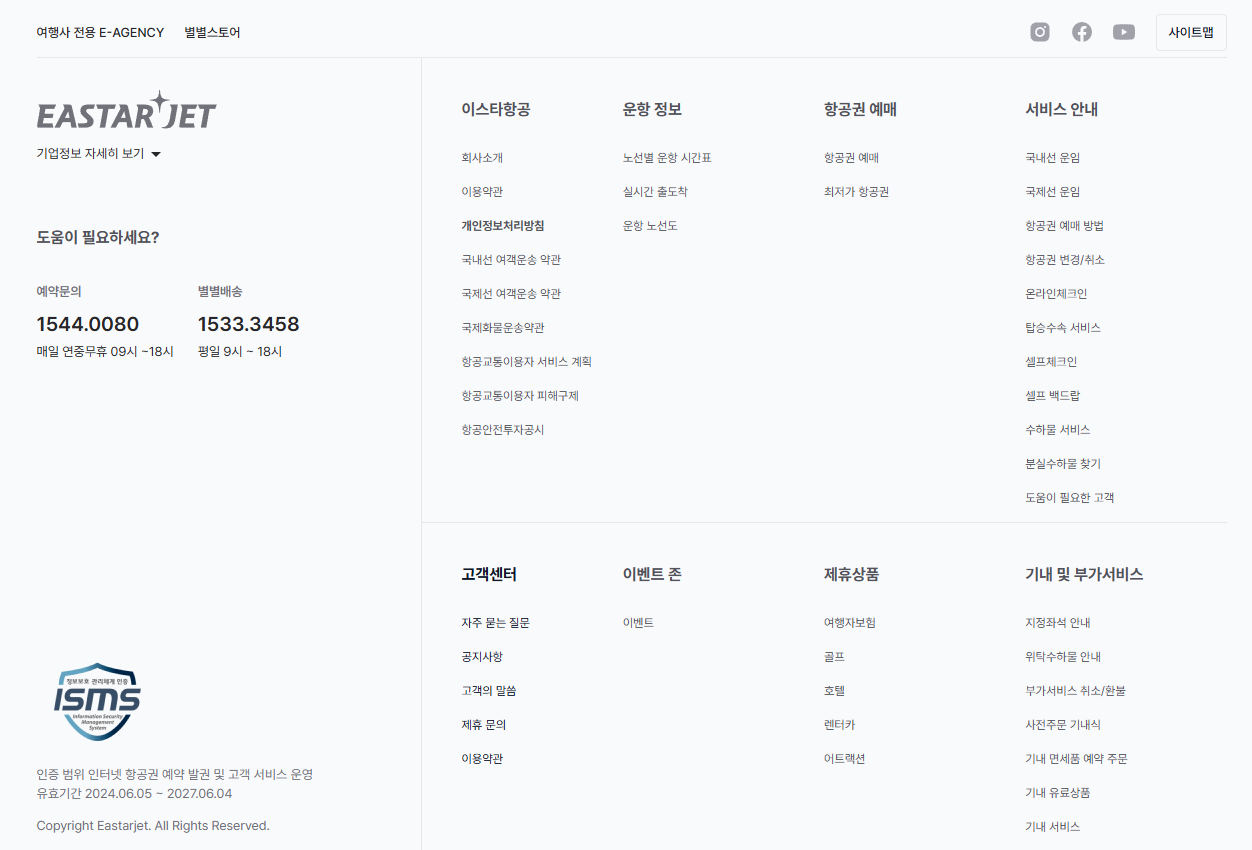 여행사 전용 E-AGENCY
별별스토어
사이트맵
EASTAR JET
기업정보 자세히 보기
도움이 필요하세요?
예약문의
1544.0080
매일 연중무휴 09시 ~18시
별별배송
1533.3458
평일 9시 ~ 18시
정보보호 관리체계 인증
ISMS
Information Security
Management
System
인증 범위 인터넷 항공권 예약 발권 및 고객 서비스 운영
유효기간 2024.06.05 ~ 2027.06.04
Copyright Eastarjet. All Rights Reserved.
이스타항공
회사소개
이용약관
개인정보처리방침
국내선 여객운송 약관
국제선 여객운송 약관
국제화물운송약관
항공교통이용자 서비스 계획
항공교통이용자 피해구제
항공안전투자공시
운항 정보
노선별 운항 시간표
실시간 출도착
운항 노선도
항공권 예매
항공권 예매
최저가 항공권
서비스 안내
국내선 운임
국제선 운임
항공권 예매 방법
항공권 변경/취소
온라인체크인
탑승수속 서비스
셀프체크인
셀프 백드랍
수하물 서비스
분실수하물 찾기
도움이 필요한 고객
고객센터
자주 묻는 질문
공지사항
고객의 말씀
제휴 문의
이용약관
이벤트 존
이벤트
제휴상품
여행자보험
골프
호텔
렌터카
어트랙션
기내 및 부가서비스
지정좌석 안내
위탁수하물 안내
부가서비스 취소/환불
사전주문 기내식
기내 면세품 예약 주문
기내 유료상품
기내 서비스